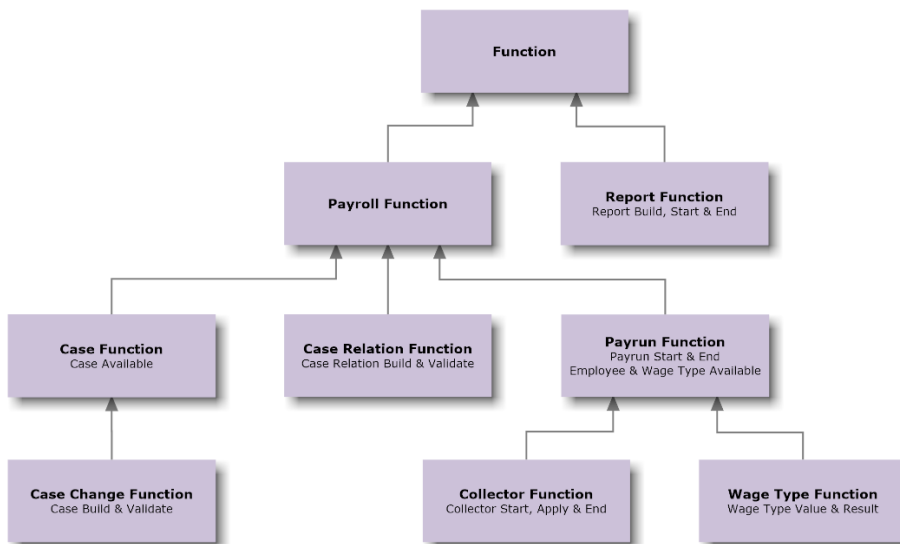 Function
Payroll Function
Report Function
Report Build, Start & End
Case Function
Case Available
Case Relation Function
Case Relation Build & Validate
Payrun Function
Payrun Start & End
Employee & Wage Type Available
Case Change Function
Case Build & Validate
Collector Function
Collector Start, Apply & End
Wage Type Function
Wage Type Value & Result